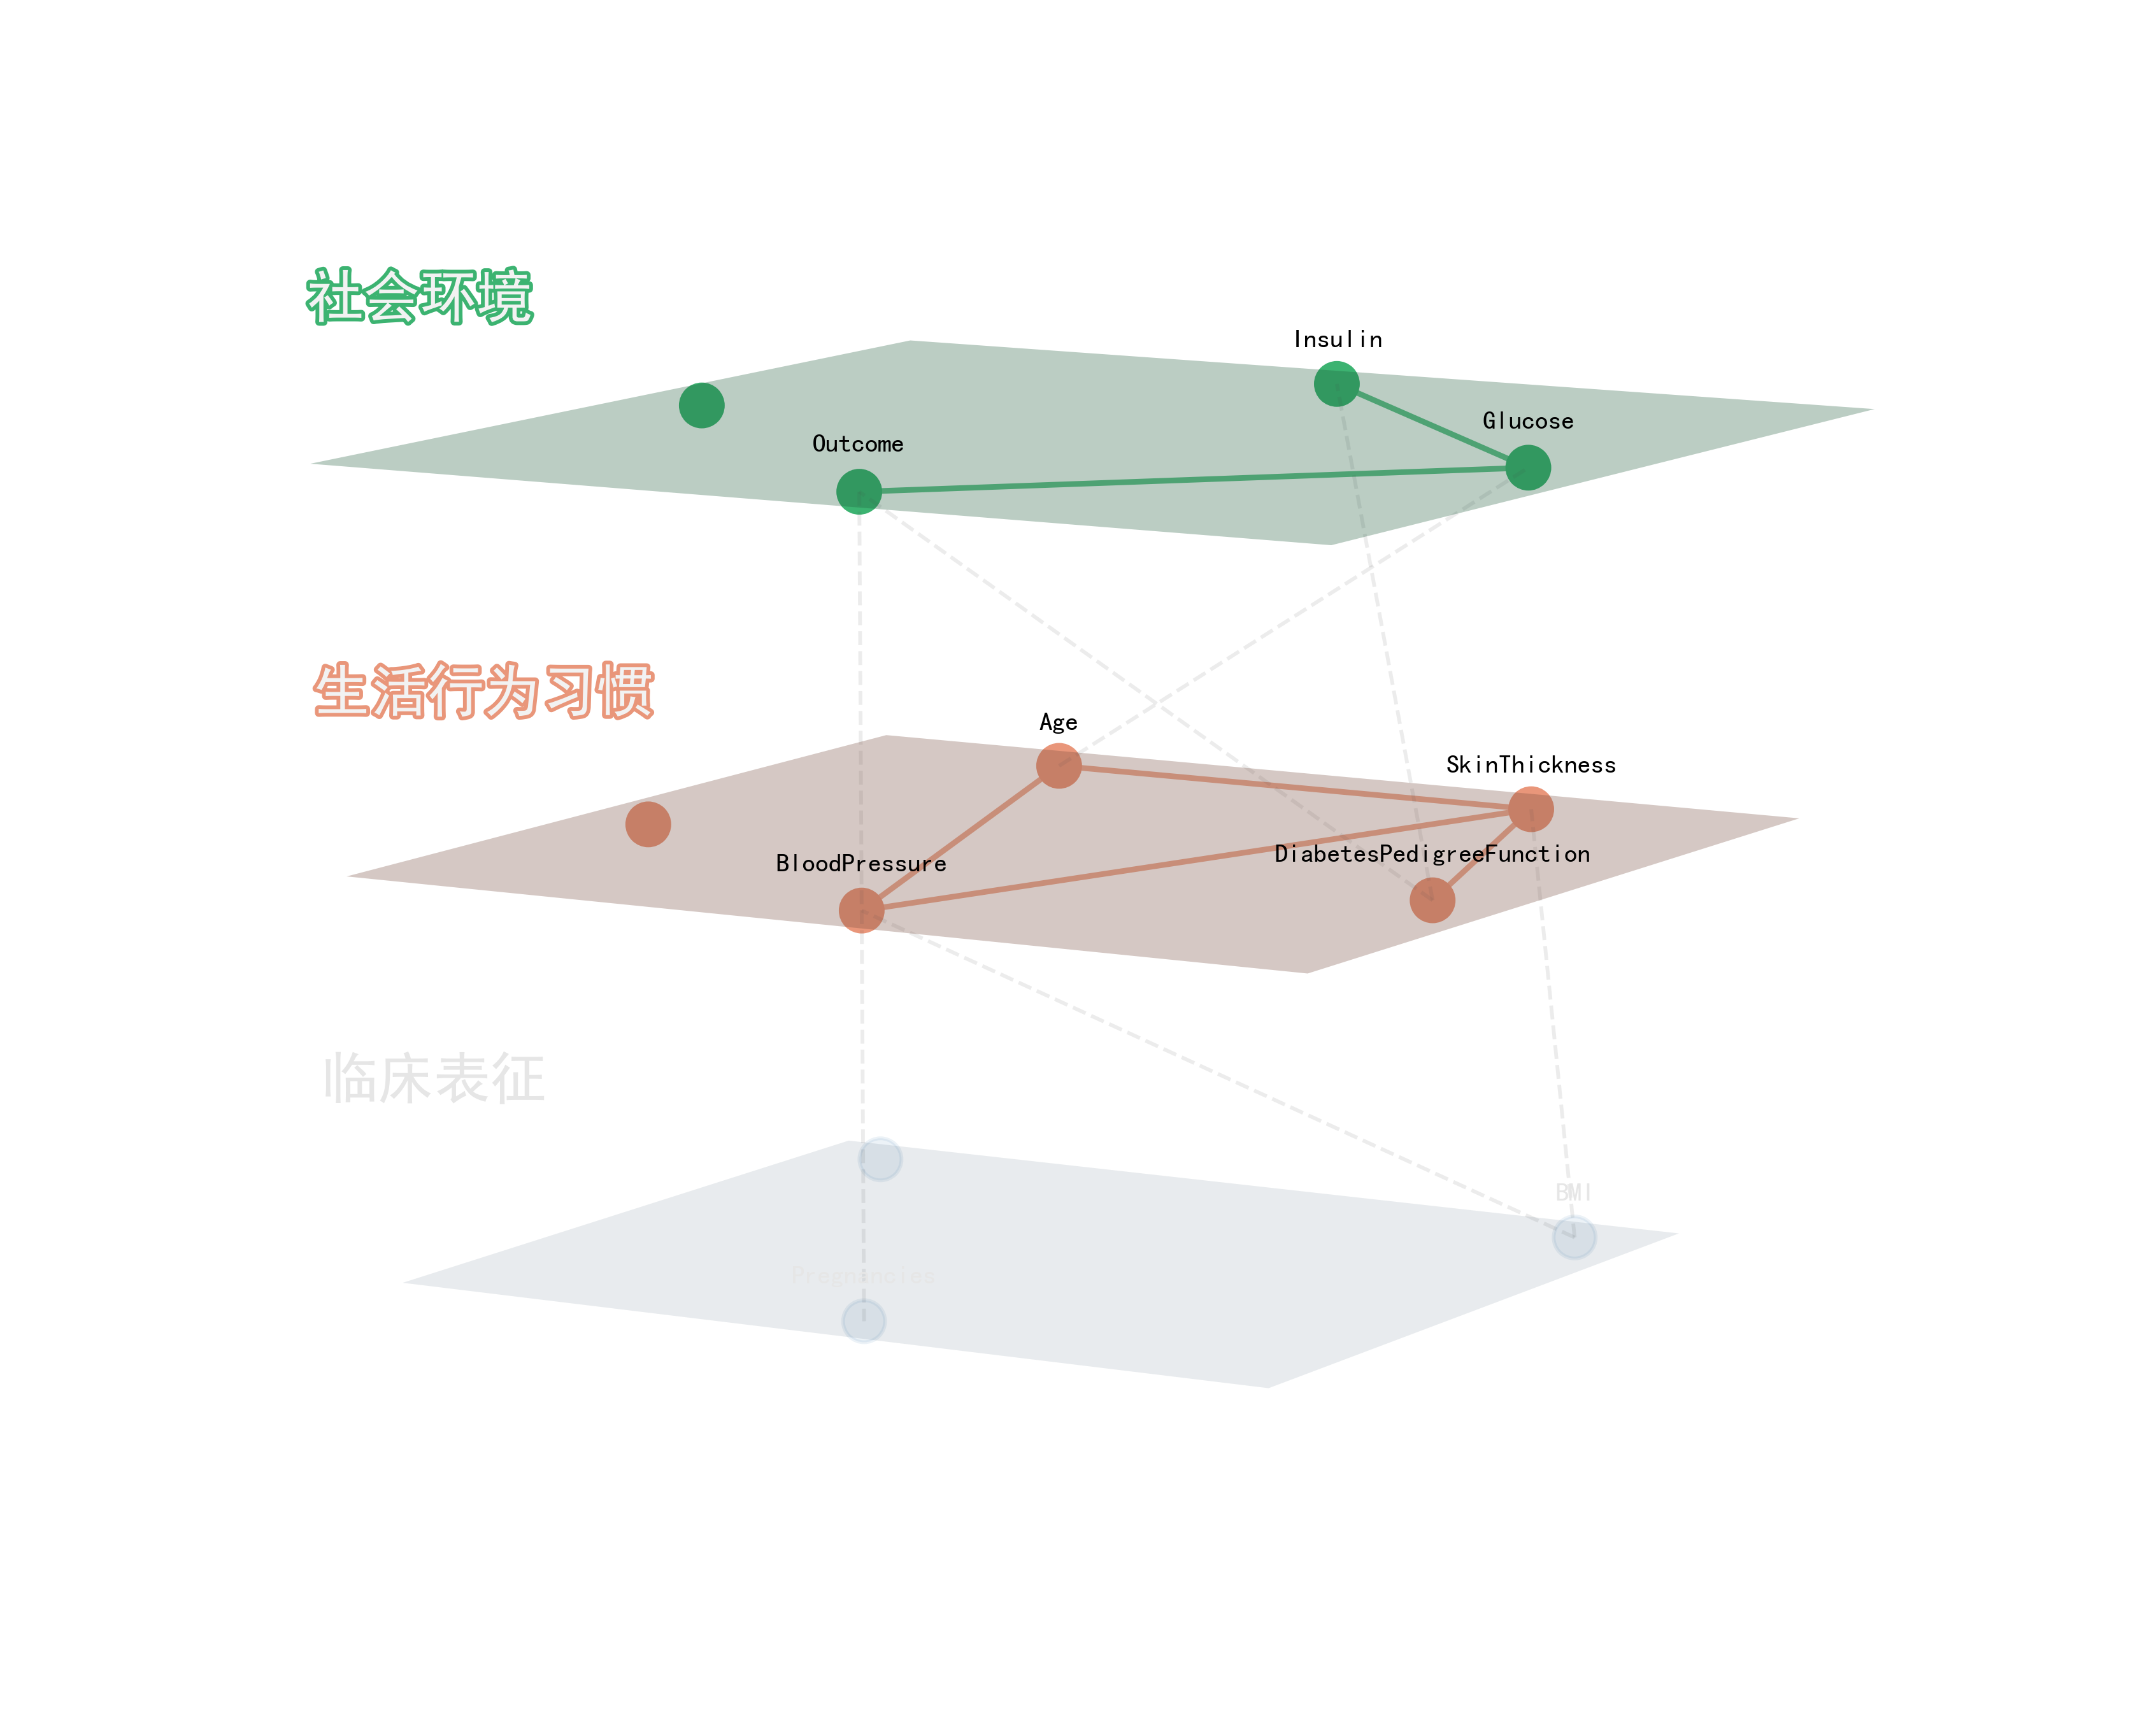 社会环境
Insulin
Glucose
Outcome
生活行为习惯
Age
SkinThickness
DiabetesPedigreeFunction
BloodPressure
临床表征
BMI
Pregnancies